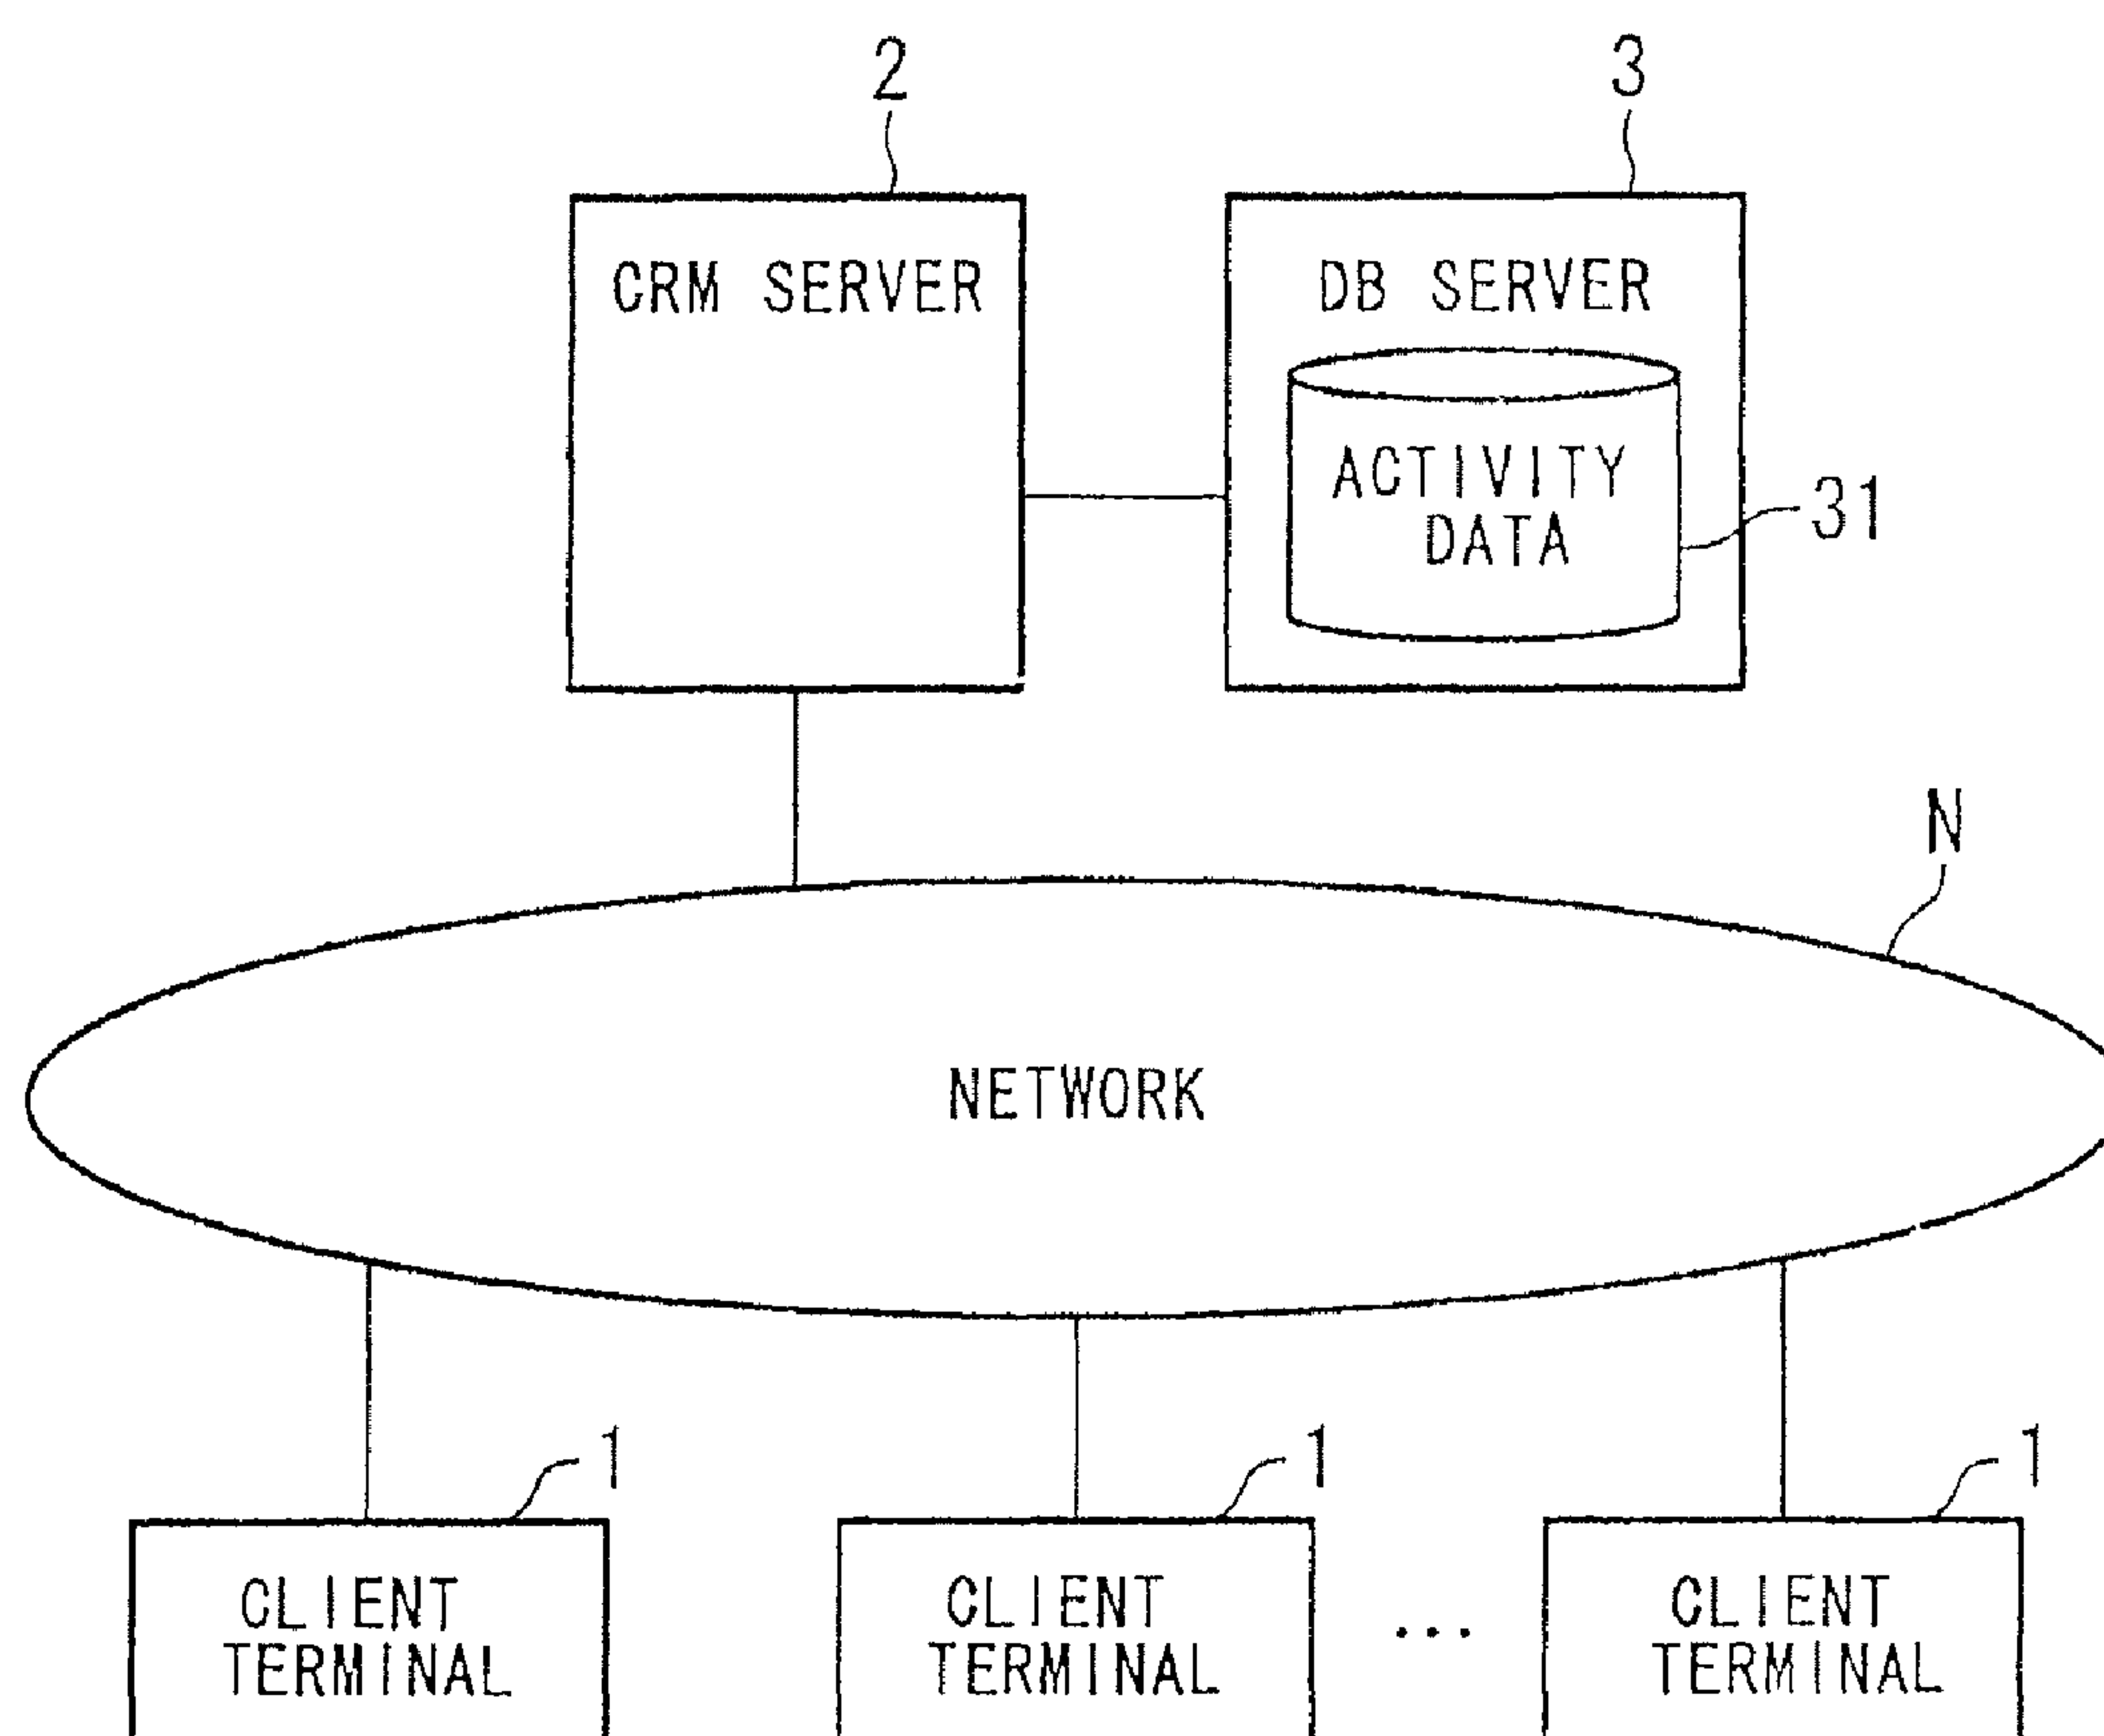 2
3
CRM SERVER
DB SERVER
ACTIVITY
DATA
31
N
NETWORK
1
1
1
CLIENT
TERMINAL
CLIENT
TERMINAL
...
CLIENT
TERMINAL